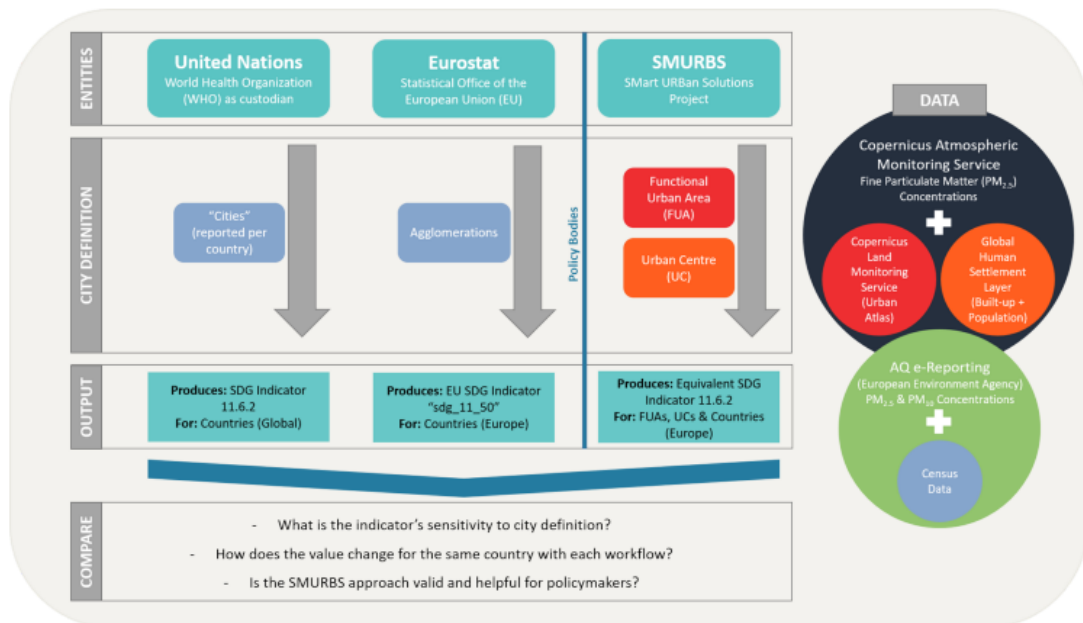 ENTITIES
United Nations
World Health Organization
(WHO) as custodian
Eurostat
Statistical Office of the
European Union (EU)
SMURBS
SMart URBan Solutions
Project
CITY DEFINITION
"Cities"
(reported per
country)
Agglomerations
Policy Bodies
Functional
Urban Area
(FUA)
Urban Centre
(UC)
OUTPUT
Produces: SDG Indicator
11.6.2
For: Countries (Global)
Produces: EU SDG Indicator
"sdg_11_50"
For: Countries (Europe)
Produces: Equivalent SDG
Indicator 11.6.2
For: FUAs, UCs & Countries
(Europe)
COMPARE
- What is the indicator's sensitivity to city definition?
- How does the value change for the same country with each workflow?
- Is the SMURBS approach valid and helpful for policymakers?
DATA
Copernicus Atmospheric
Monitoring Service
Fine Particulate Matter (PM2.5)
Concentrations
Copernicus
Land
Monitoring
Service
(Urban
Atlas)
Global
Human
Settlement
Layer
(Built-up +
Population)
AQ e-Reporting
(European Environment Agency)
PM2.5 & PM10 Concentrations
Census
Data